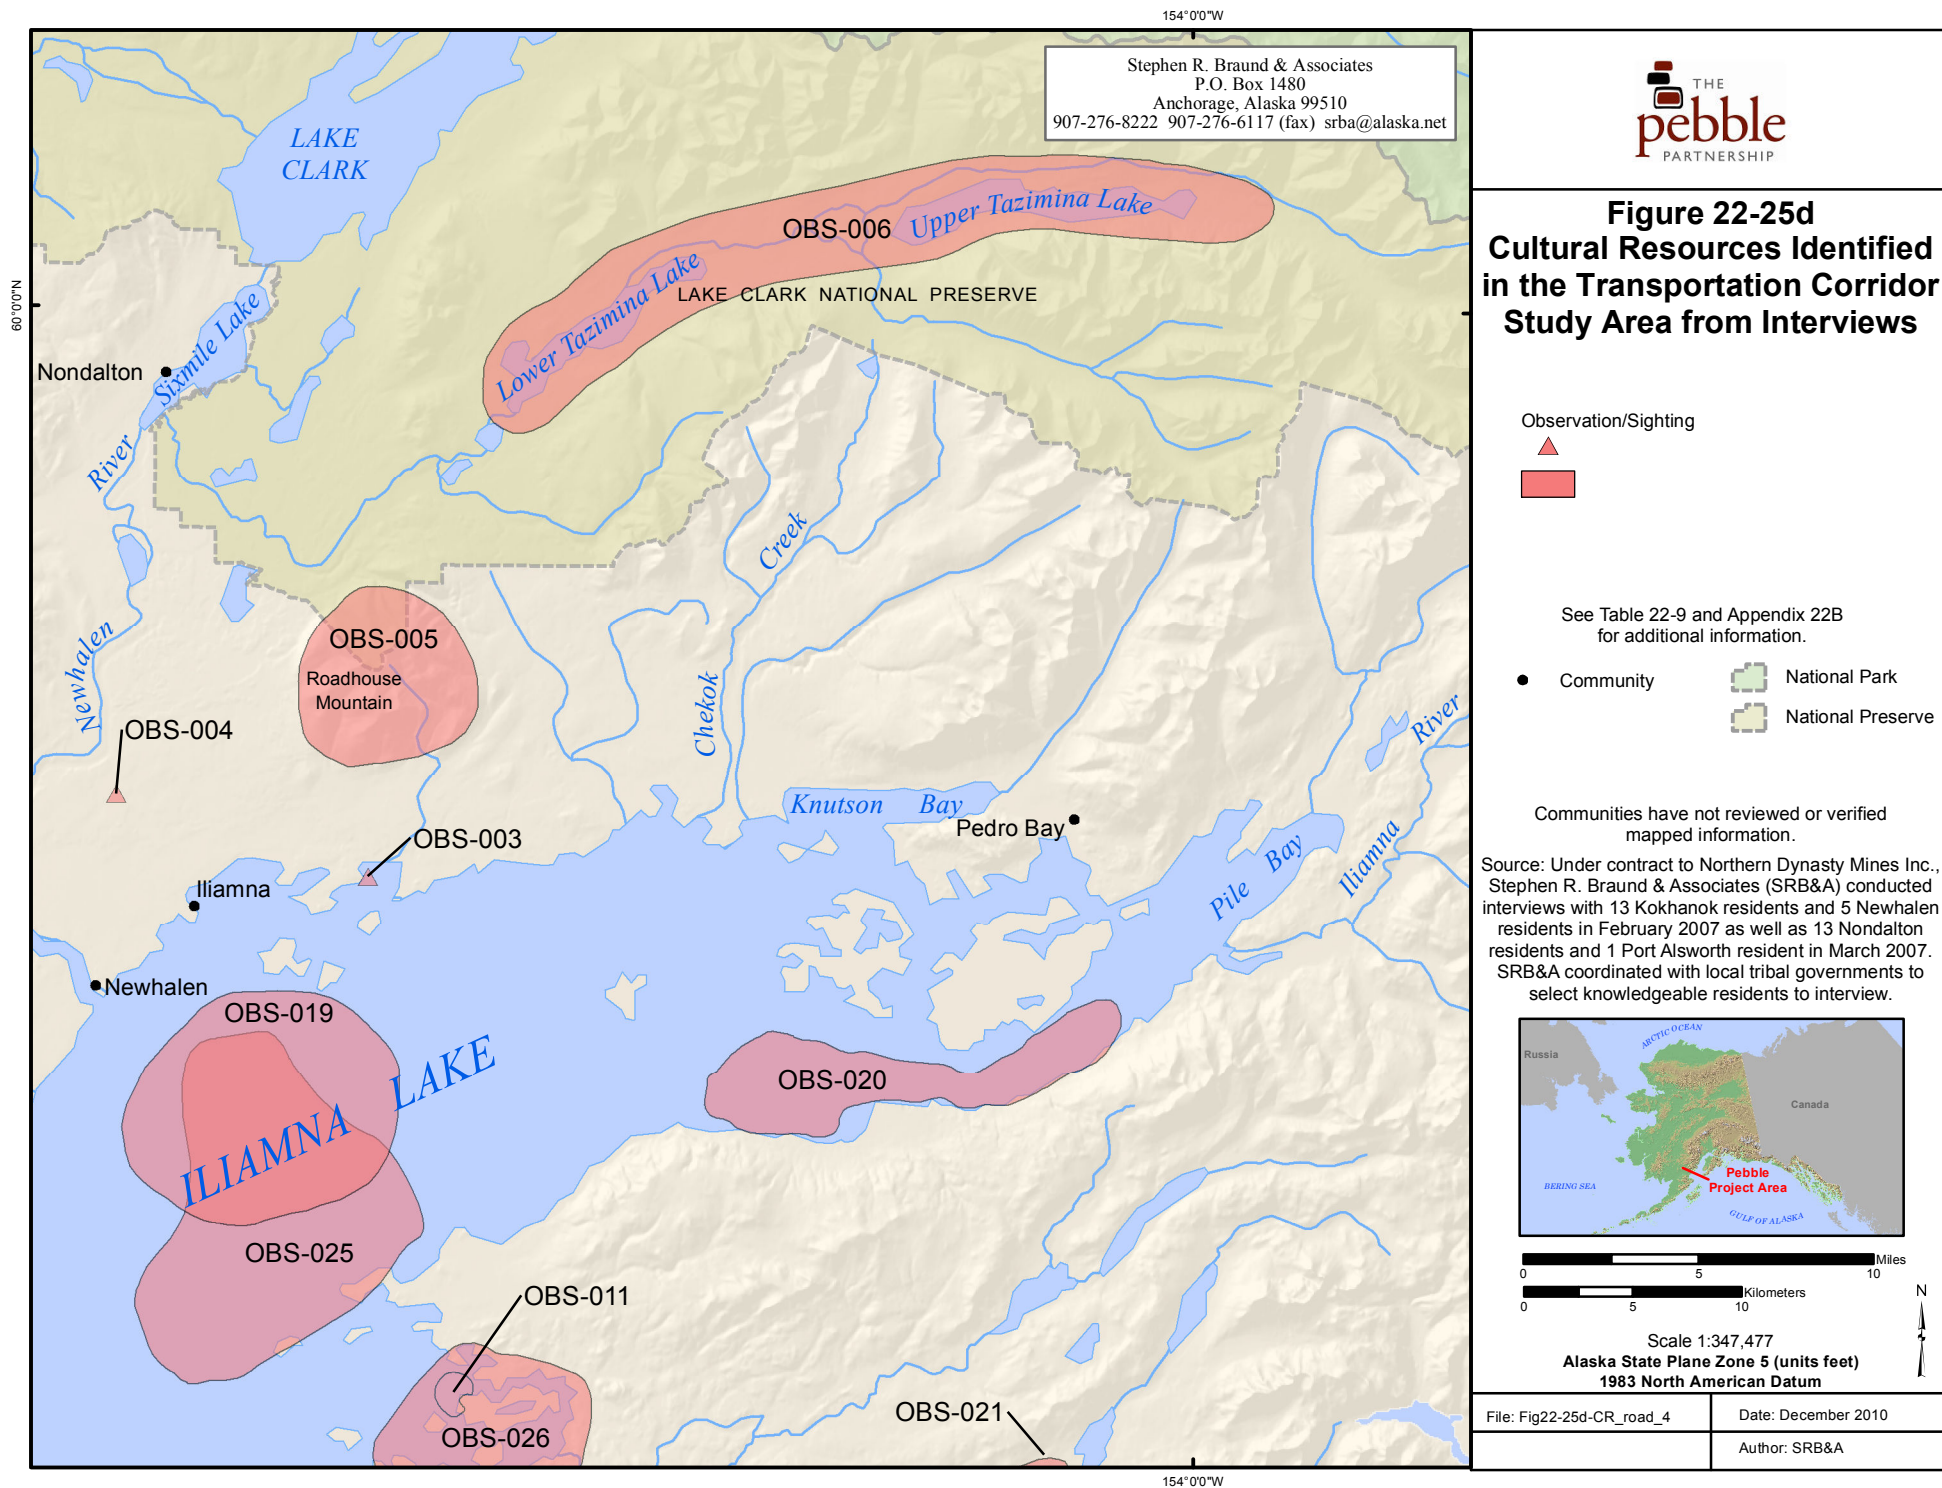 154°0'0"W
Stephen R. Braund & Associates
P.O. Box 1480
Anchorage, Alaska 99510
907-276-8222 907-276-6117 (fax) srba@alaska.net
LAKE
CLARK
OBS-006
Upper Tazimina Lake
Lower Tazimina Lake
LAKE CLARK NATIONAL PRESERVE
60°0'0"N
Sixmile Lake
Nondalton
River
Newhalen
Creek
Chekok
OBS-005
Roadhouse
Mountain
OBS-004
OBS-003
Knutson Bay
Pedro Bay
Pile Bay
Iliamna
River
Iliamna
Newhalen
OBS-019
ILIAMNA LAKE
OBS-020
OBS-025
OBS-011
OBS-026
OBS-021
154°0'0"W
THE
pebble
PARTNERSHIP
Figure 22-25d
Cultural Resources Identified
in the Transportation Corridor
Study Area from Interviews
Observation/Sighting
See Table 22-9 and Appendix 22B
for additional information.
Community
National Park
National Preserve
Communities have not reviewed or verified
mapped information.
Source: Under contract to Northern Dynasty Mines Inc.,
Stephen R. Braund & Associates (SRB&A) conducted
interviews with 13 Kokhanok residents and 5 Newhalen
residents in February 2007 as well as 13 Nondalton
residents and 1 Port Alsworth resident in March 2007.
SRB&A coordinated with local tribal governments to
select knowledgeable residents to interview.
ARCTIC OCEAN
Russia
Canada
Pebble
Project Area
BERING SEA
GULF OF ALASKA
Miles
0 5 10
Kilometers
0 5 10
N
Scale 1:347,477
Alaska State Plane Zone 5 (units feet)
1983 North American Datum
File: Fig22-25d-CR_road_4
Date: December 2010
Author: SRB&A